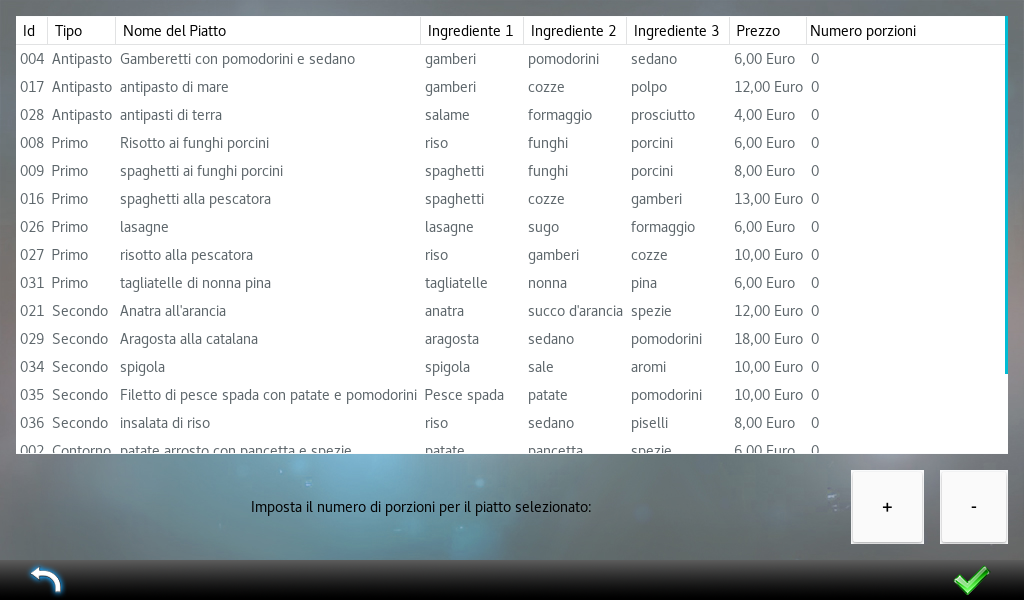 Id Tipo Nome del Piatto Ingrediente 1 Ingrediente 2 Ingrediente 3 Prezzo Numero porzioni
004 Antipasto Gamberetti con pomodorini e sedano gamberi pomodorini sedano 6,00 Euro 0
017 Antipasto antipasto di mare gamberi cozze polpo 12,00 Euro 0
028 Antipasto antipasti di terra salame formaggio prosciutto 4,00 Euro 0
008 Primo Risotto ai funghi porcini riso funghi porcini 6,00 Euro 0
009 Primo spaghetti ai funghi porcini spaghetti funghi porcini 8,00 Euro 0
016 Primo spaghetti alla pescatora spaghetti cozze gamberi 13,00 Euro 0
026 Primo lasagne lasagne sugo formaggio 6,00 Euro 0
027 Primo risotto alla pescatora riso gamberi cozze 10,00 Euro 0
031 Primo tagliatelle di nonna pina tagliatelle nonna pina 6,00 Euro 0
021 Secondo Anatra all'arancia anatra succo d'arancia spezie 12,00 Euro 0
029 Secondo Aragosta alla catalana aragosta sedano pomodorini 18,00 Euro 0
034 Secondo spigola spigola sale aromi 10,00 Euro 0
035 Secondo Filetto di pesce spada con patate e pomodorini Pesce spada patate pomodorini 10,00 Euro 0
036 Secondo insalata di riso riso sedano piselli 8,00 Euro 0
002 Contorno patate arrosto con pancetta e spezie patate pancetta spezie 6,00 Euro 0
Imposta il numero di porzioni per il piatto selezionato: + -